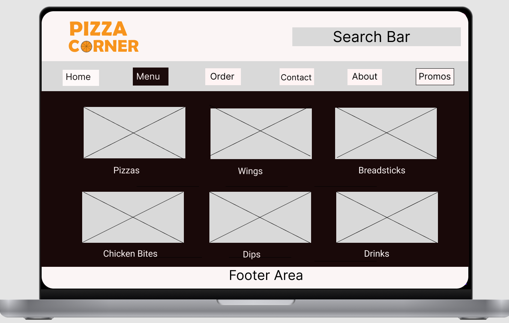 PIZZA
CORNER
Search Bar
Home
Menu
Order
Contact
About
Promos
Pizzas
Wings
Breadsticks
Chicken Bites
Dips
Drinks
Footer Area